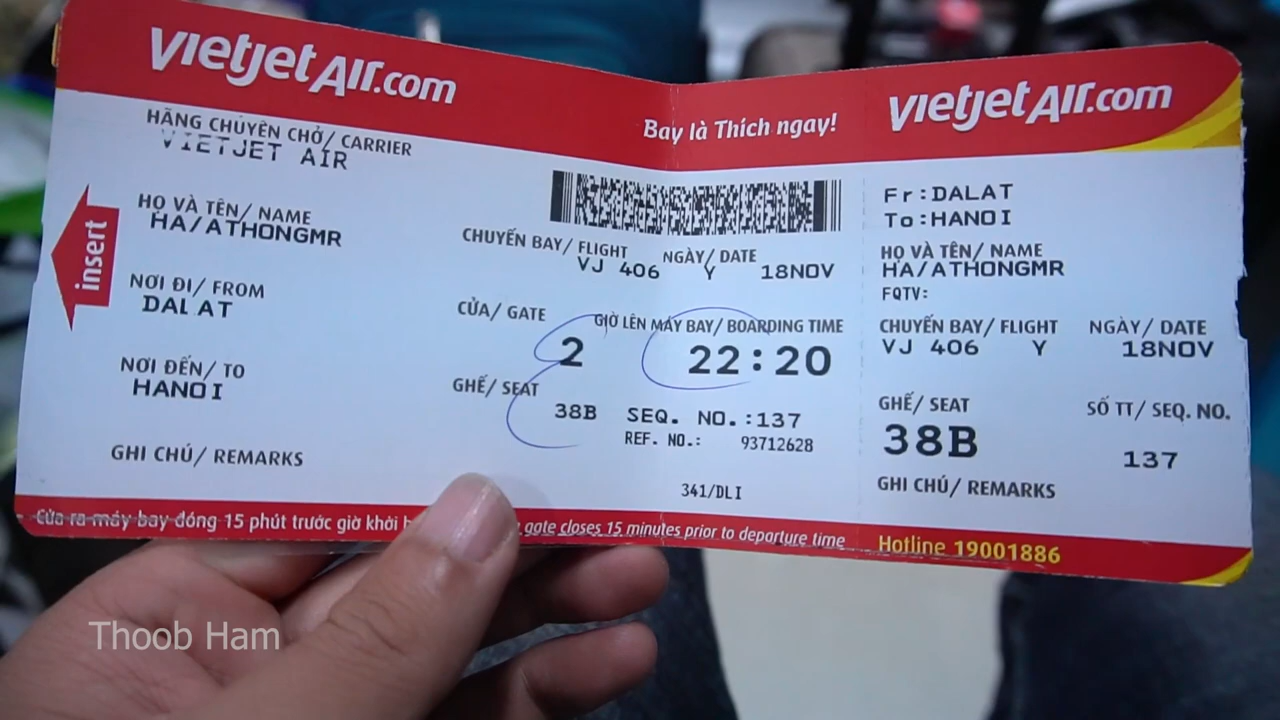 vietjetAir.com
Bay là Thích ngay!
vietjetAir.com
HÃNG CHUYÊN CHỞ/ CARRIER
VIETJET AIR
HỌ VÀ TÊN/ NAME
HA/ATHONGMR
NƠI ĐI/ FROM
DALAT
NƠI ĐẾN/ TO
HANOI
GHI CHÚ/ REMARKS
insert
CHUYẾN BAY/ FLIGHT NGÀY/ DATE
VJ 406 Y 18NOV
CỬA/ GATE GIỜ LÊN MÁY BAY/ BOARDING TIME
2 22:20
GHẾ/ SEAT
38B SEQ. NO.:137
REF. NO.: 93712628
341/DLI
Cửa ra máy bay đóng 15 phút trước giờ khởi gate closes 15 minutes prior to departure time
Fr:DALAT
To:HANOI
HỌ VÀ TÊN/ NAME
HA/ATHONGMR
FQTV:
CHUYẾN BAY/ FLIGHT NGÀY/ DATE
VJ 406 Y 18NOV
GHẾ/ SEAT SỐ TT/ SEQ. NO.
38B 137
GHI CHÚ/ REMARKS
Hotline 19001886
Thoob Ham